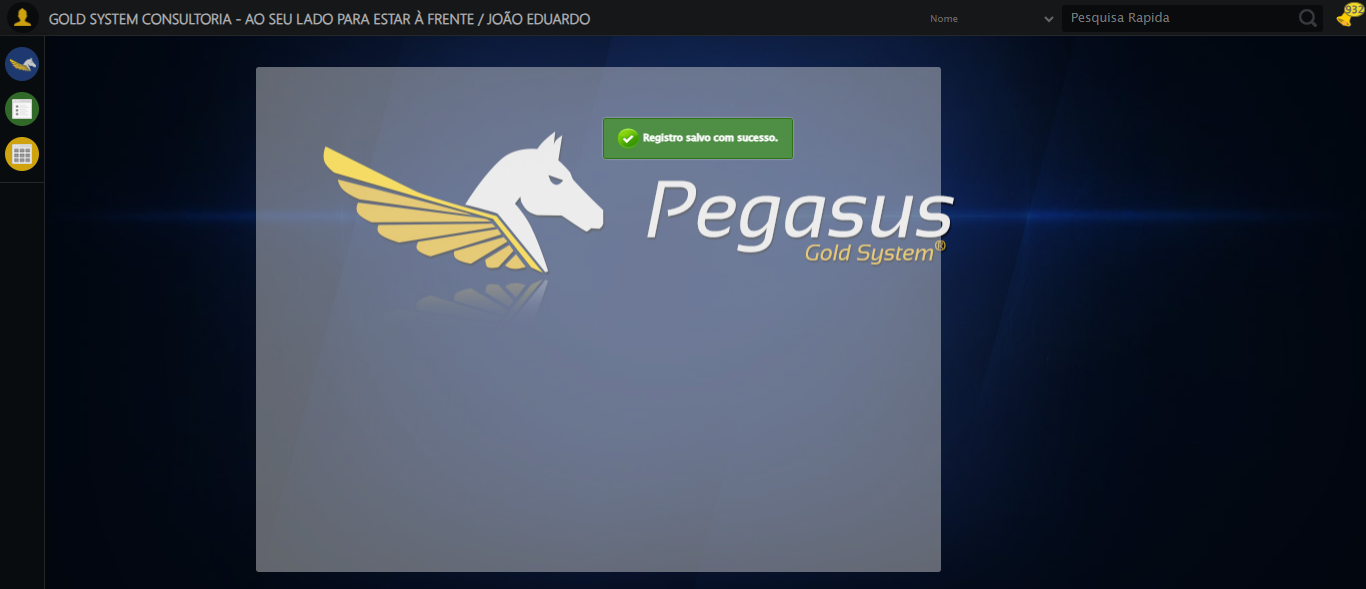 GOLD SYSTEM CONSULTORIA - AO SEU LADO PARA ESTAR À FRENTE / JOÃO EDUARDO
Nome
Pesquisa Rapida
932
Registro salvo com sucesso.
Pegasus
Gold System®